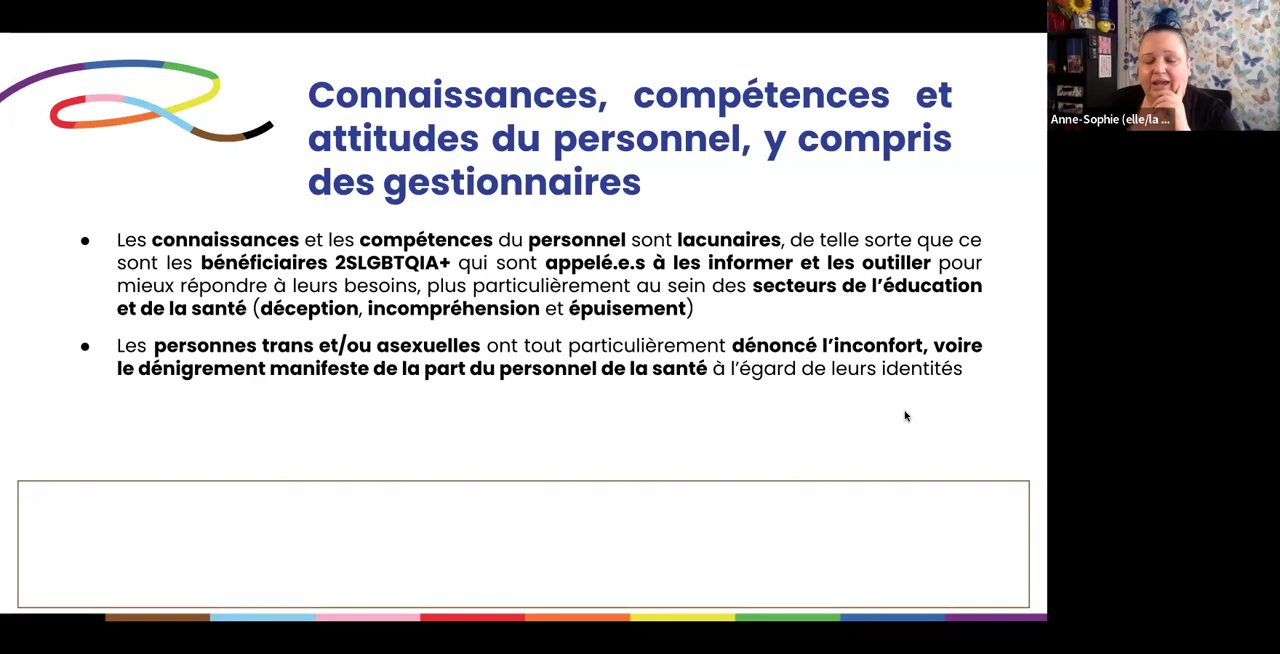 Connaissances, compétences et
attitudes du personnel, y compris
des gestionnaires
● Les connaissances et les compétences du personnel sont lacunaires, de telle sorte que ce
sont les bénéficiaires 2SLGBTQIA+ qui sont appelé.e.s à les informer et les outiller pour
mieux répondre à leurs besoins, plus particulièrement au sein des secteurs de l’éducation
et de la santé (déception, incompréhension et épuisement)
● Les personnes trans et/ou asexuelles ont tout particulièrement dénoncé l’inconfort, voire
le dénigrement manifeste de la part du personnel de la santé à l’égard de leurs identités
Anne-Sophie (elle/la ...